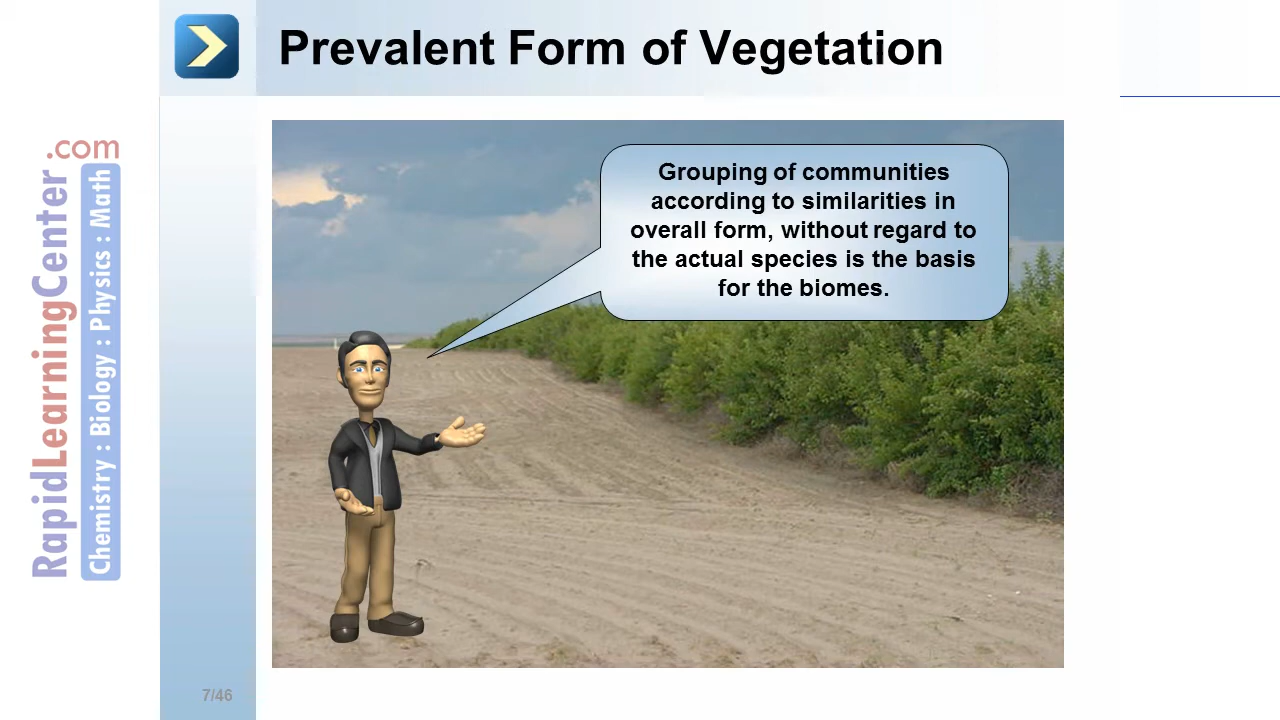 Prevalent Form of Vegetation
Grouping of communities
according to similarities in
overall form, without regard to
the actual species is the basis
for the biomes.
RapidLearningCenter.com
Chemistry : Biology : Physics : Math
7/46